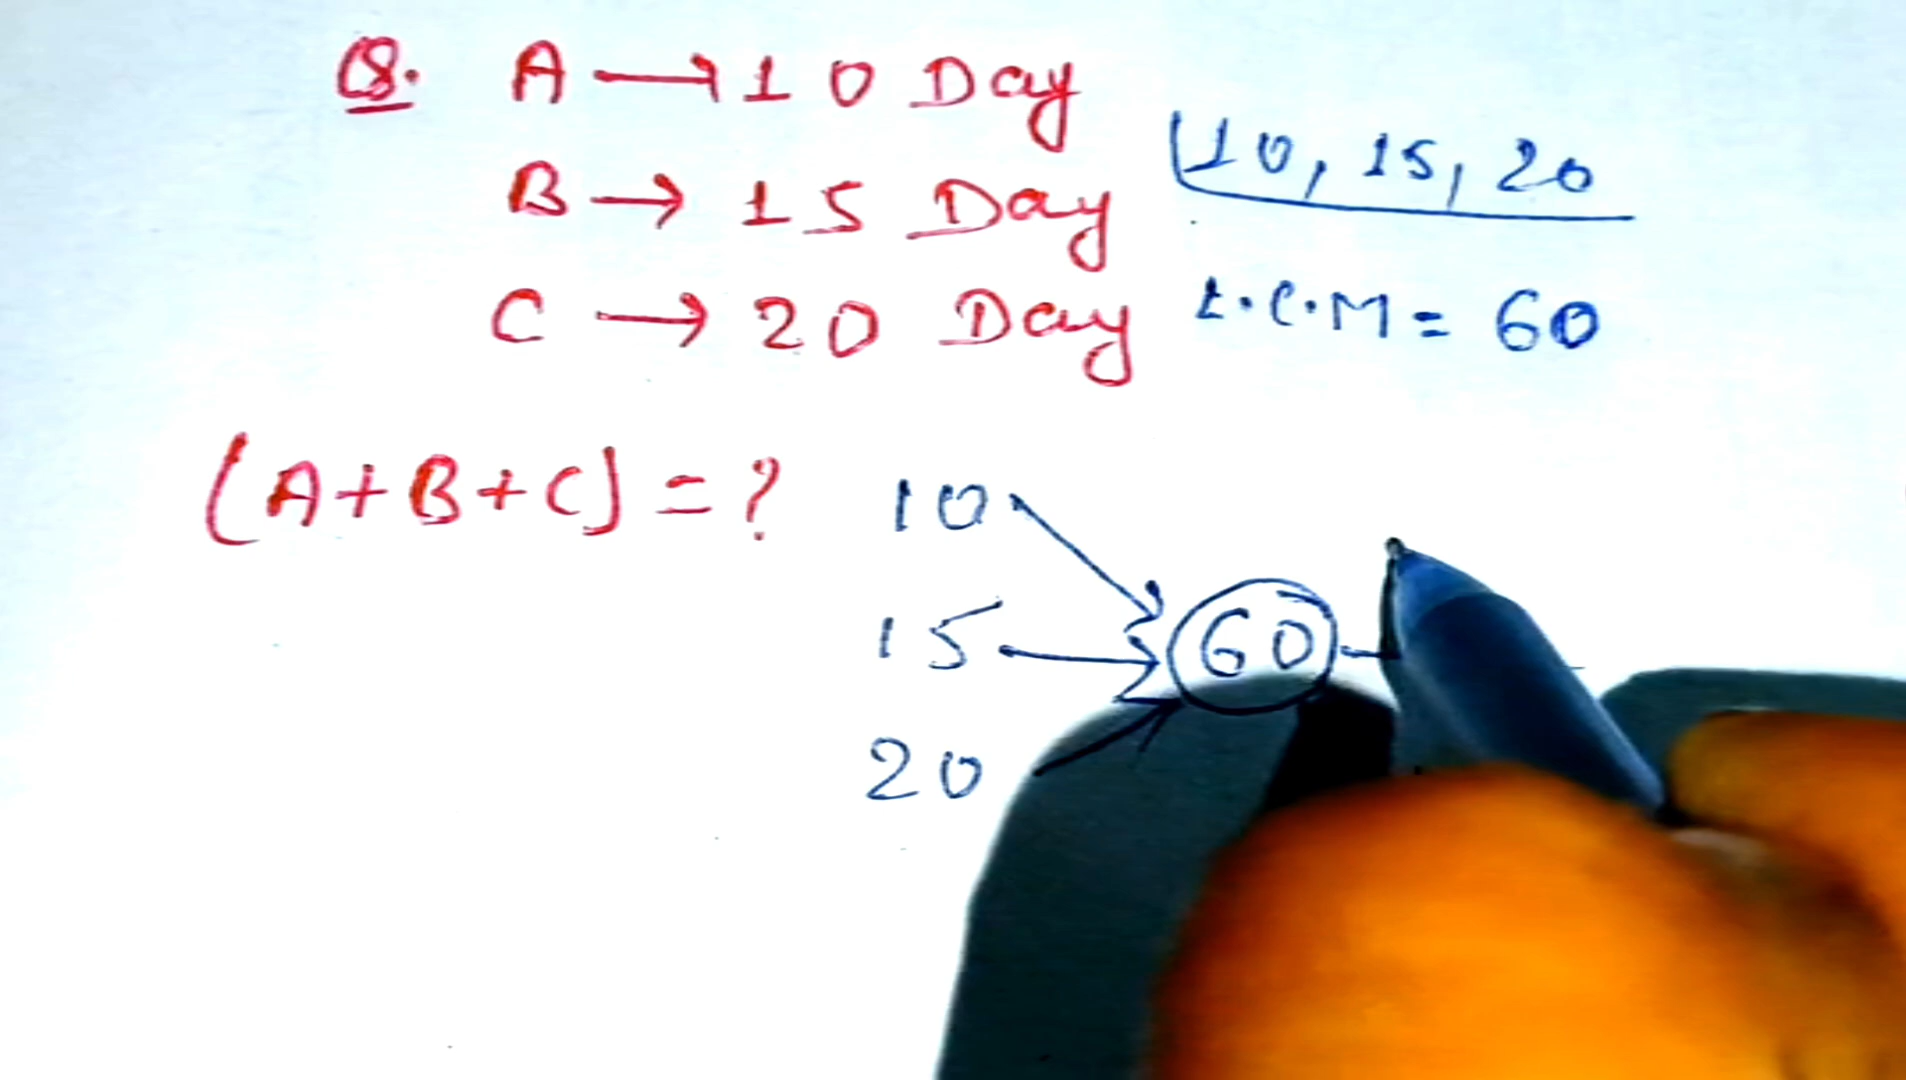 Q. A → 10 Day
B → 15 Day
C → 20 Day
10, 15, 20
L.C.M = 60
(A+B+C) = ?
10
15 → 60
20